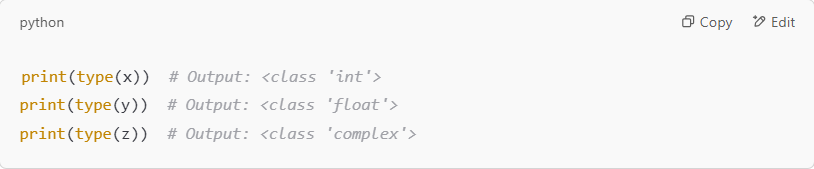 python Copy Edit
print(type(x))  # Output: <class 'int'>
print(type(y))  # Output: <class 'float'>
print(type(z))  # Output: <class 'complex'>